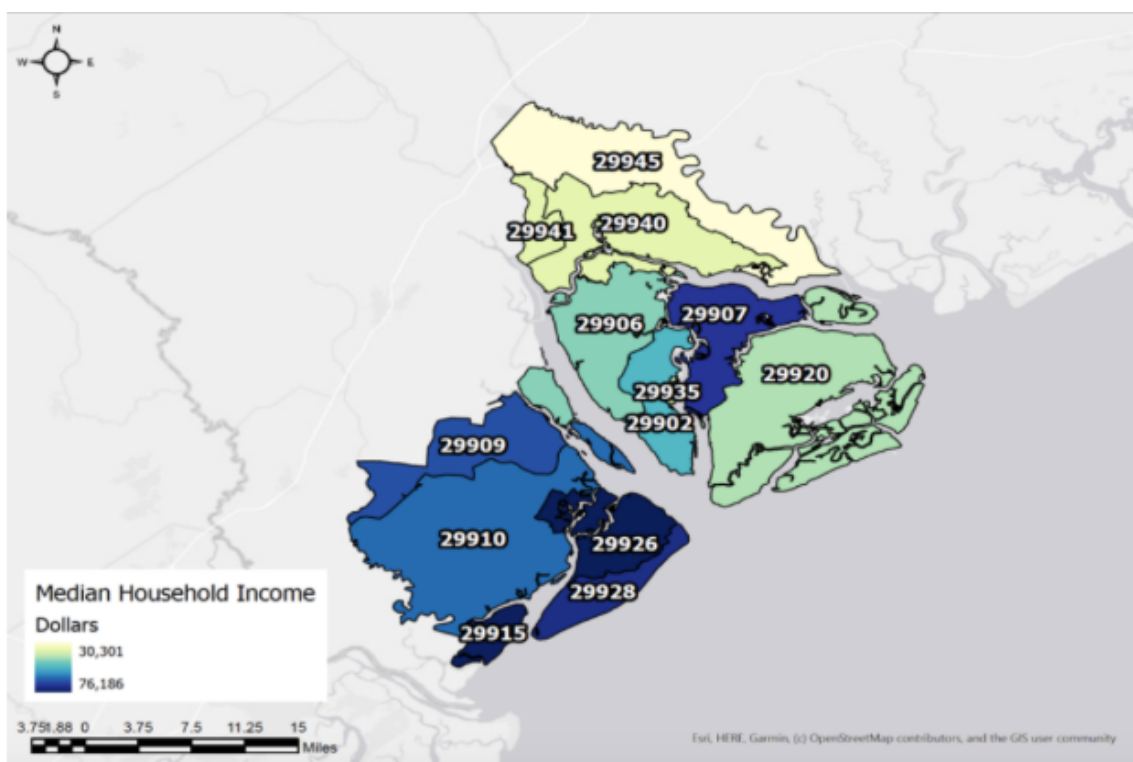 N
W E
S
29945
29941 29940
29906 29907
29920
29935
29902
29909
29910 29926
29928
29915
Median Household Income
Dollars
30,301
76,186
3.751.88 0 3.75 7.5 11.25 15
Miles
Esri, HERE, Garmin, (c) OpenStreetMap contributors, and the GIS user community